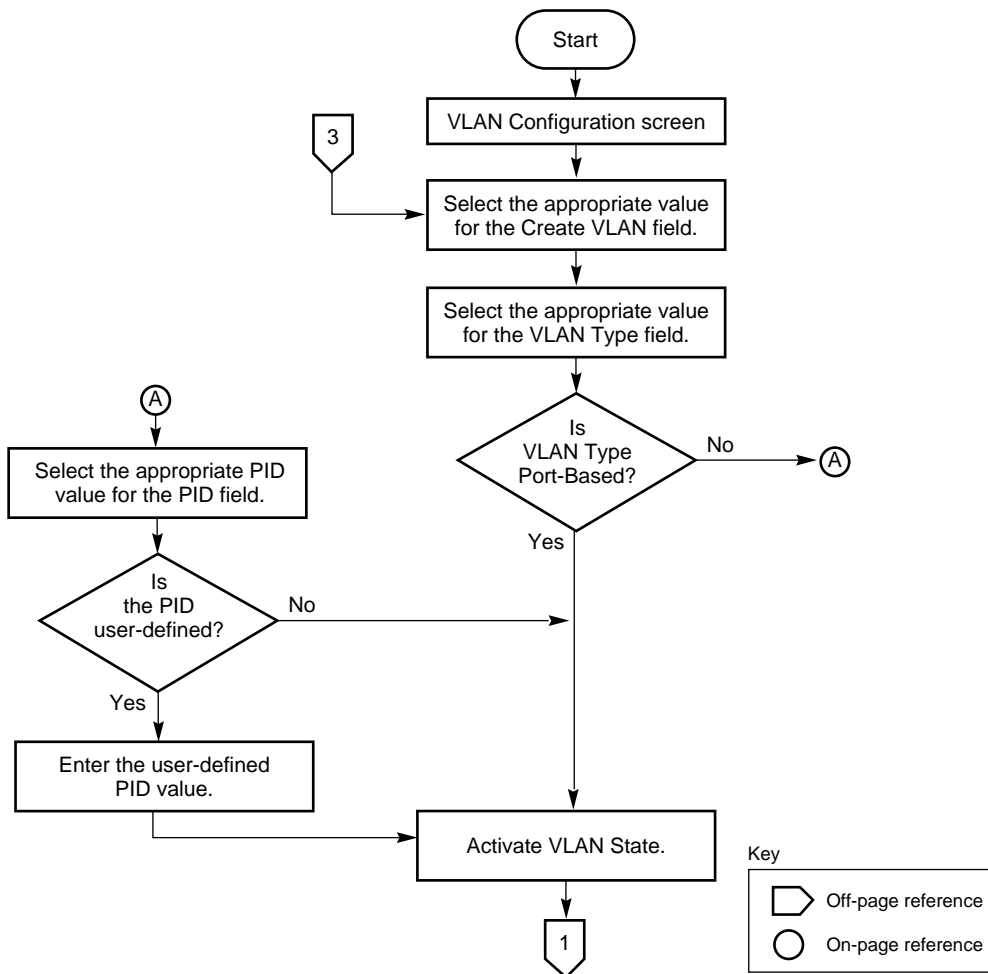 Start
VLAN Configuration screen
3
Select the appropriate value
for the Create VLAN field.
Select the appropriate value
for the VLAN Type field.
Is
VLAN Type
Port-Based?
No
A
Yes
A
Select the appropriate PID
value for the PID field.
Is
the PID
user-defined?
No
Yes
Enter the user-defined
PID value.
Activate VLAN State.
1
Key
Off-page reference
On-page reference